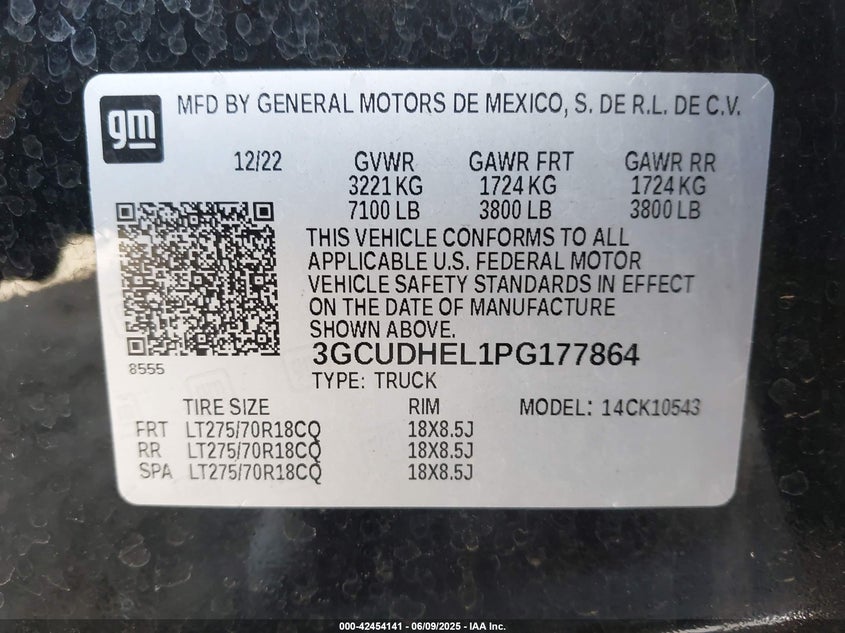 gm
MFD BY GENERAL MOTORS DE MEXICO, S. DE R.L. DE C.V.
12/22 GVWR GAWR FRT GAWR RR
3221 KG 1724 KG 1724 KG
7100 LB 3800 LB 3800 LB
THIS VEHICLE CONFORMS TO ALL
APPLICABLE U.S. FEDERAL MOTOR
VEHICLE SAFETY STANDARDS IN EFFECT
ON THE DATE OF MANUFACTURE
SHOWN ABOVE.
3GCUDHEL1PG177864
8555
TYPE: TRUCK
TIRE SIZE RIM MODEL: 14CK10543
FRT LT275/70R18CQ 18X8.5J
RR LT275/70R18CQ 18X8.5J
SPA LT275/70R18CQ 18X8.5J
000-42454141 - 06/09/2025 - IAA Inc.